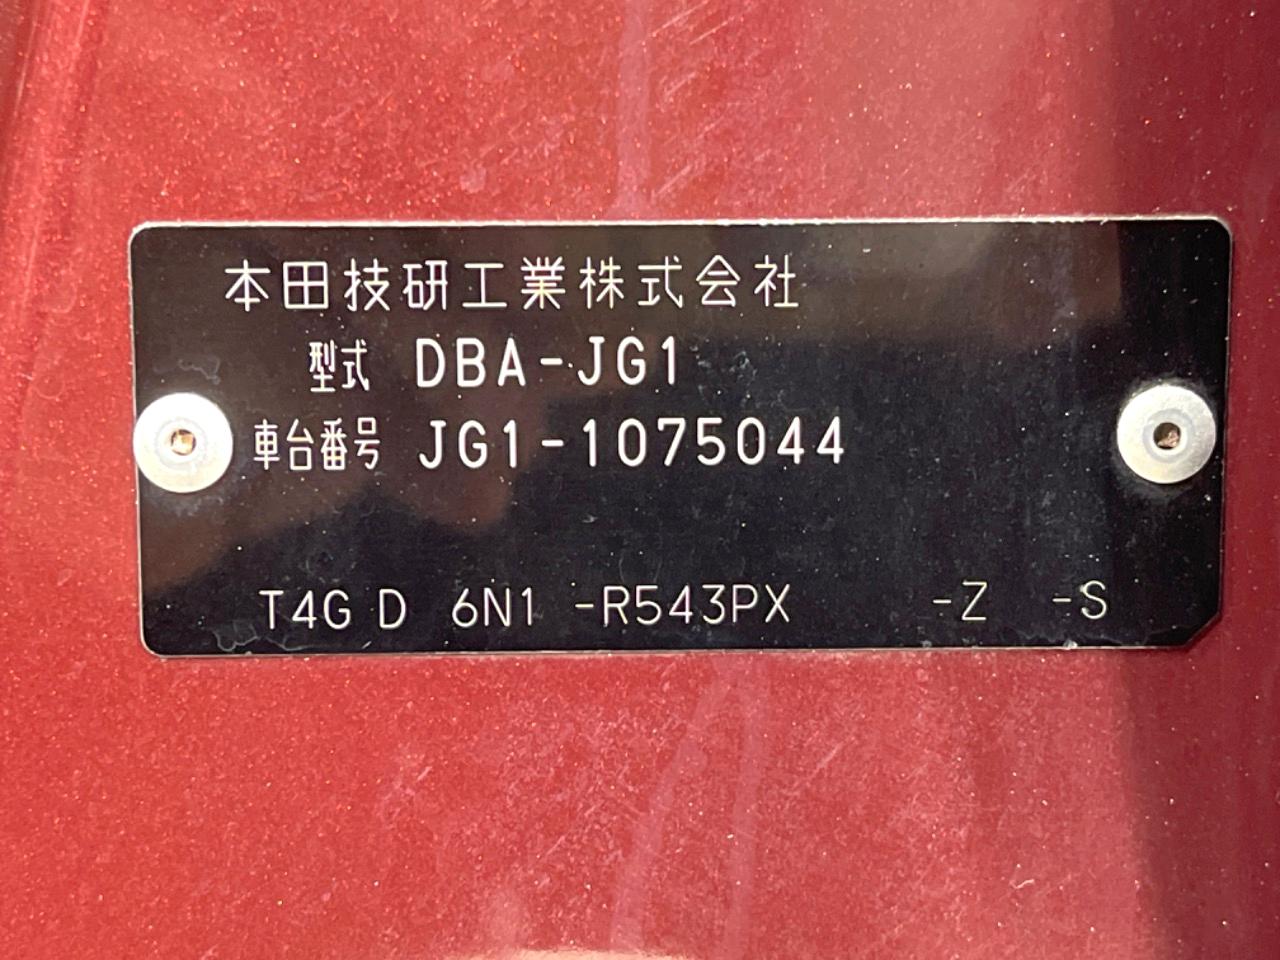 本田技研工業株式会社
型式 DBA-JG1
車台番号 JG1-1075044
T4G D 6N1 -R543PX -Z -S